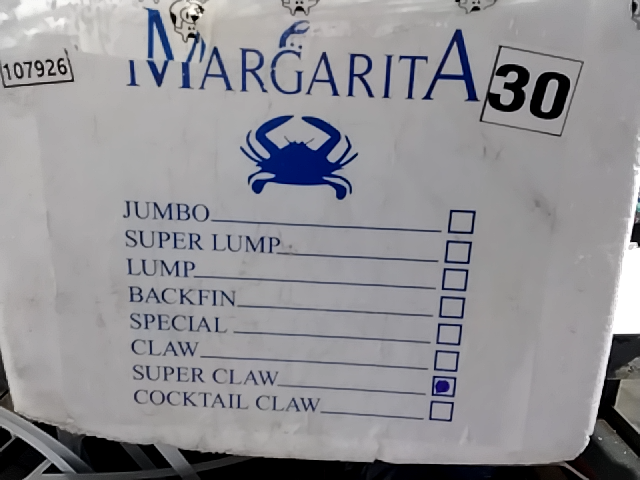 MARGARITA
107926
30
JUMBO
SUPER LUMP
LUMP
BACKFIN
SPECIAL
CLAW
SUPER CLAW
COCKTAIL CLAW